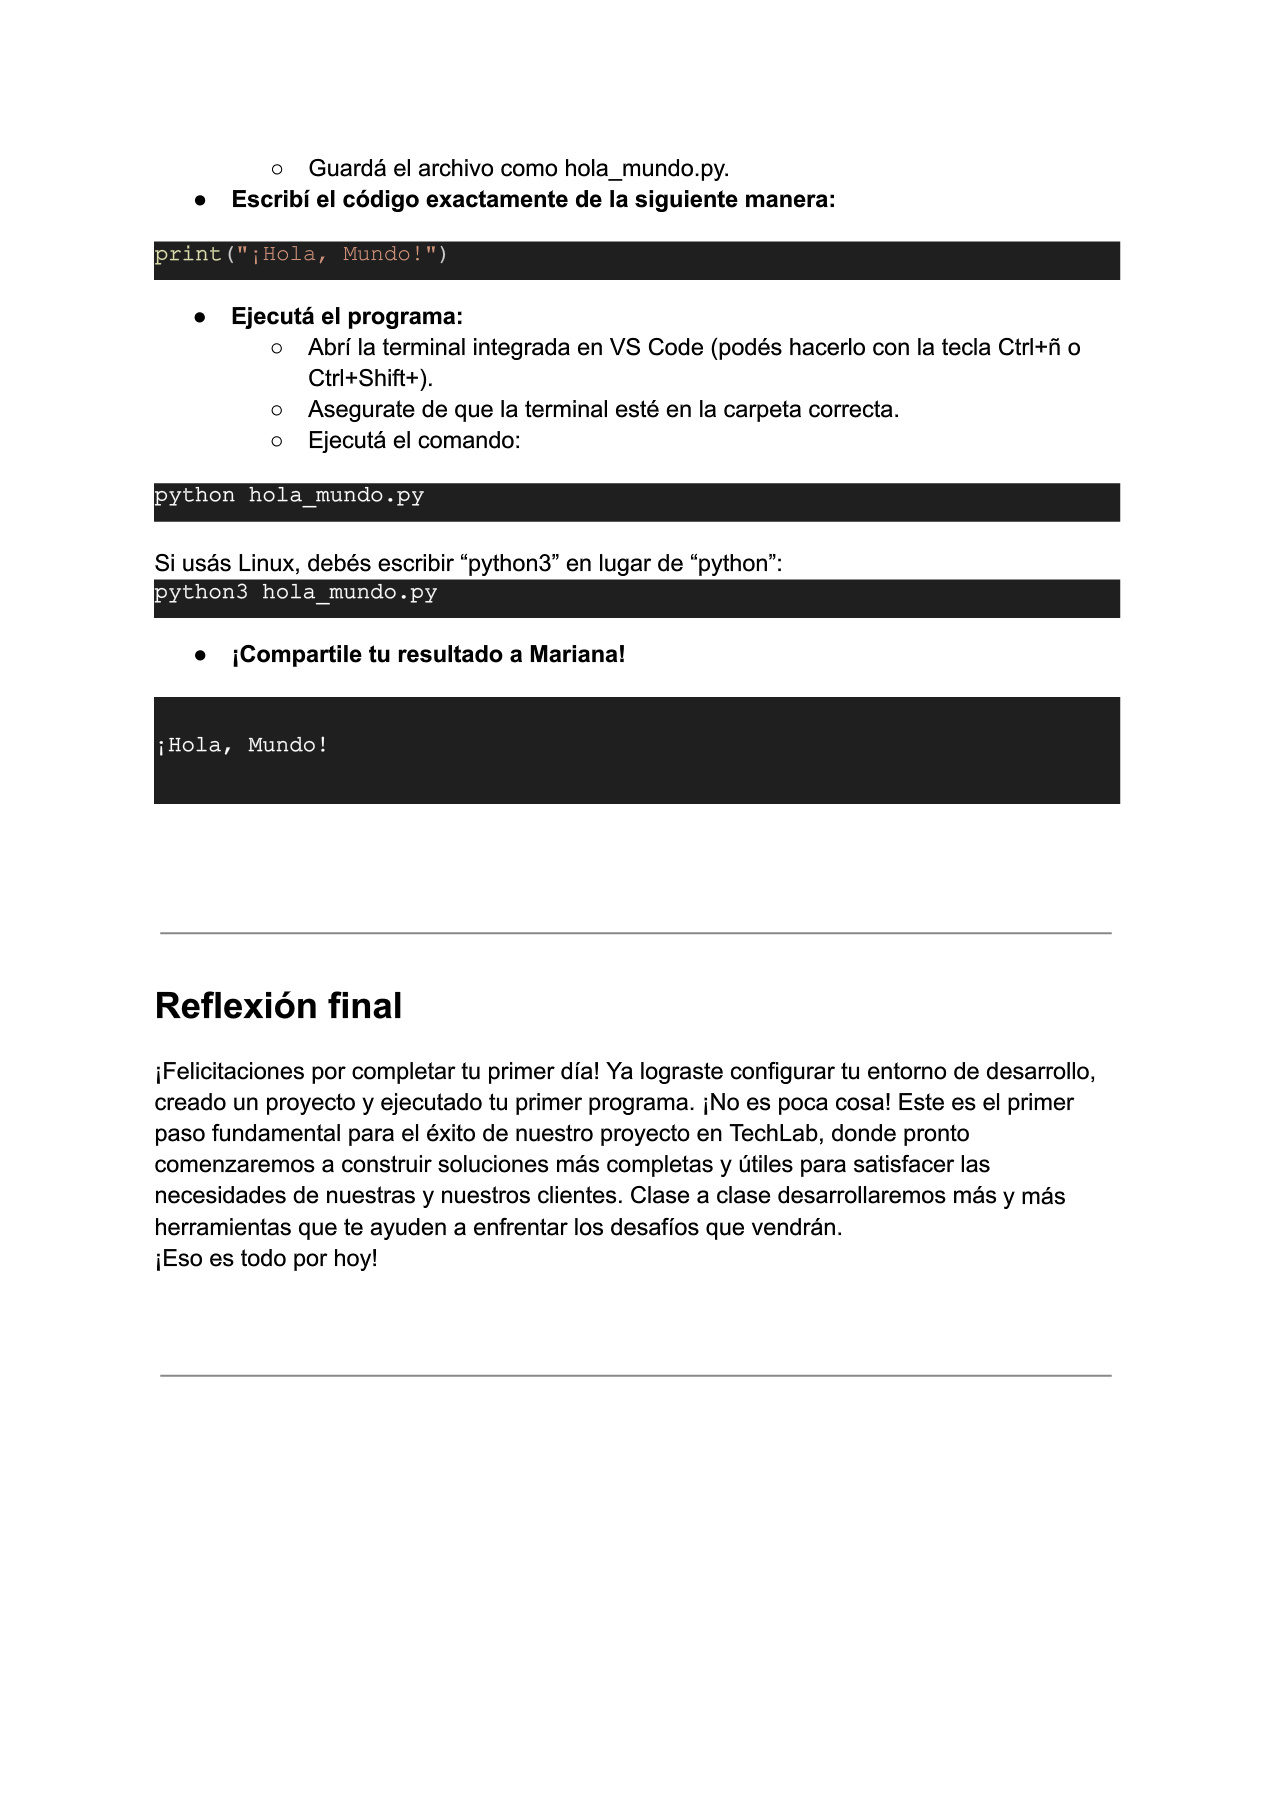 ○ Guardá el archivo como hola_mundo.py.
● Escribí el código exactamente de la siguiente manera:
print("¡Hola, Mundo!")
● Ejecutá el programa:
○ Abrí la terminal integrada en VS Code (podés hacerlo con la tecla Ctrl+ñ o
Ctrl+Shift+).
○ Asegurate de que la terminal esté en la carpeta correcta.
○ Ejecutá el comando:
python hola_mundo.py
Si usás Linux, debés escribir “python3” en lugar de “python”:
python3 hola_mundo.py
● ¡Compartile tu resultado a Mariana!
¡Hola, Mundo!
Reflexión final
¡Felicitaciones por completar tu primer día! Ya lograste configurar tu entorno de desarrollo,
creado un proyecto y ejecutado tu primer programa. ¡No es poca cosa! Este es el primer
paso fundamental para el éxito de nuestro proyecto en TechLab, donde pronto
comenzaremos a construir soluciones más completas y útiles para satisfacer las
necesidades de nuestras y nuestros clientes. Clase a clase desarrollaremos más y más
herramientas que te ayuden a enfrentar los desafíos que vendrán.
¡Eso es todo por hoy!